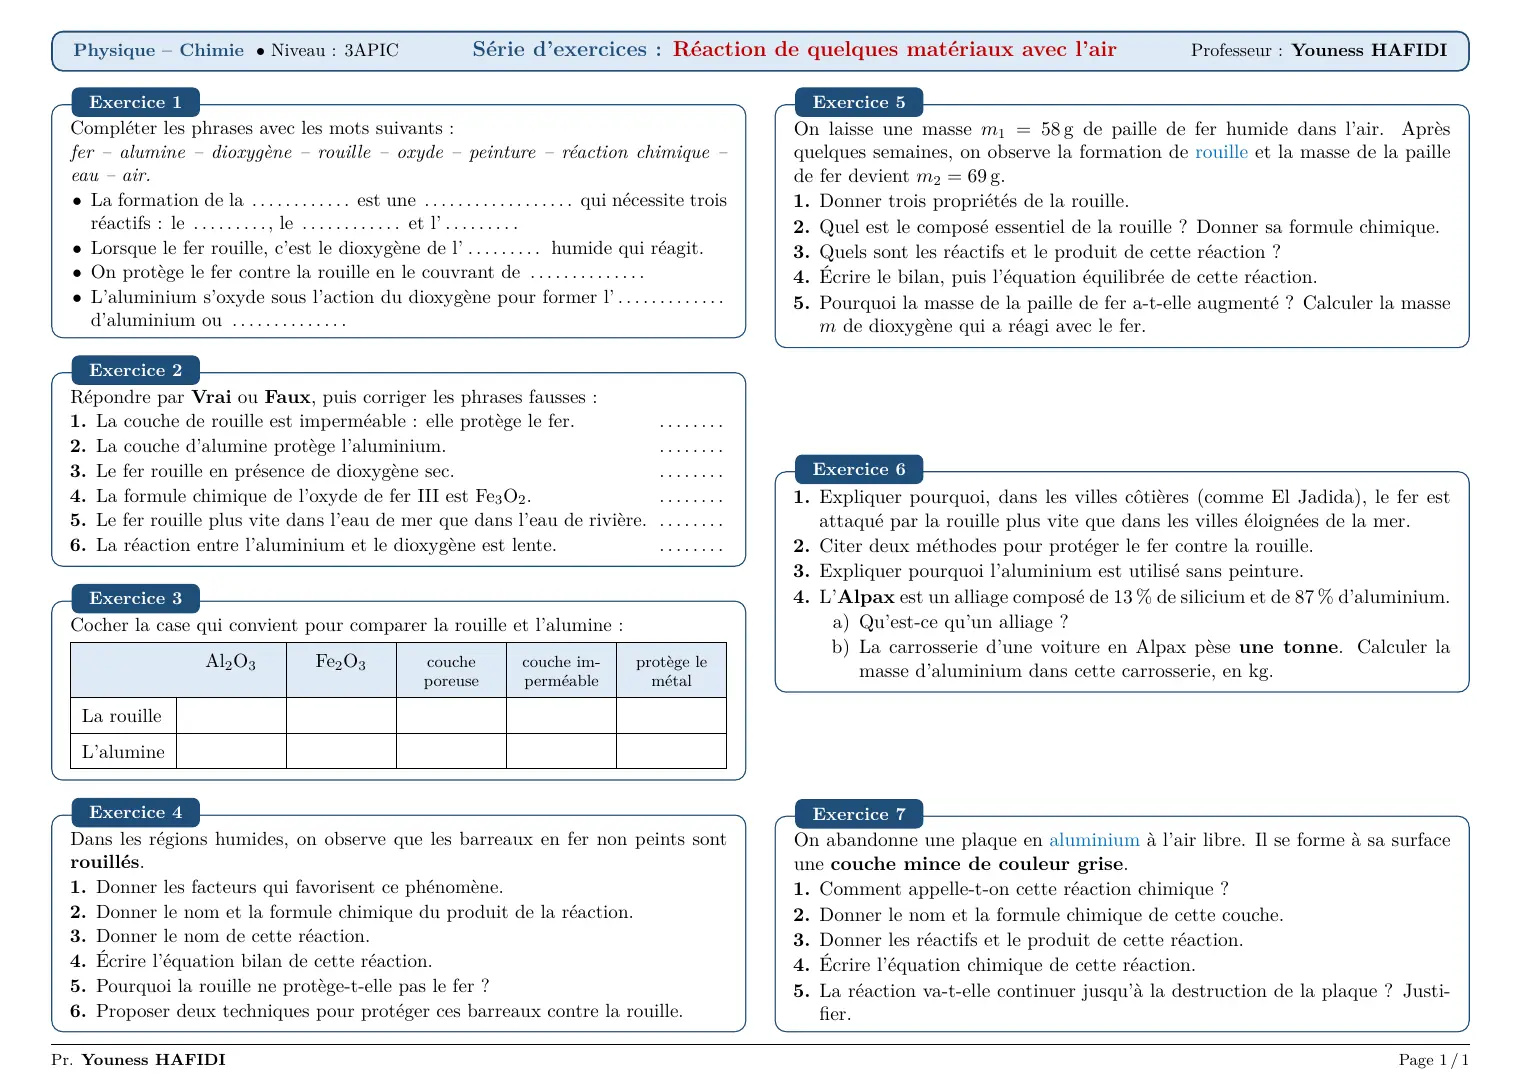 Physique – Chimie • Niveau : 3APIC Série d'exercices : Réaction de quelques matériaux avec l'air Professeur : Youness HAFIDI
Exercice 1
Compléter les phrases avec les mots suivants :
fer – alumine – dioxygène – rouille – oxyde – peinture – réaction chimique –
eau – air.
• La formation de la ............ est une .................. qui nécessite trois
réactifs : le ........., le ............ et l'.........
• Lorsque le fer rouille, c'est le dioxygène de l'......... humide qui réagit.
• On protège le fer contre la rouille en le couvrant de ..............
• L'aluminium s'oxyde sous l'action du dioxygène pour former l'.............
d'aluminium ou ..............
Exercice 2
Répondre par Vrai ou Faux, puis corriger les phrases fausses :
1. La couche de rouille est imperméable : elle protège le fer. ........
2. La couche d'alumine protège l'aluminium. ........
3. Le fer rouille en présence de dioxygène sec. ........
4. La formule chimique de l'oxyde de fer III est Fe₃O₂. ........
5. Le fer rouille plus vite dans l'eau de mer que dans l'eau de rivière. ........
6. La réaction entre l'aluminium et le dioxygène est lente. ........
Exercice 3
Cocher la case qui convient pour comparer la rouille et l'alumine :
Al₂O₃ Fe₂O₃ couche couche im- protège le
poreuse perméable métal
La rouille
L'alumine
Exercice 4
Dans les régions humides, on observe que les barreaux en fer non peints sont
rouillés.
1. Donner les facteurs qui favorisent ce phénomène.
2. Donner le nom et la formule chimique du produit de la réaction.
3. Donner le nom de cette réaction.
4. Écrire l'équation bilan de cette réaction.
5. Pourquoi la rouille ne protège-t-elle pas le fer ?
6. Proposer deux techniques pour protéger ces barreaux contre la rouille.
Exercice 5
On laisse une masse m₁ = 58 g de paille de fer humide dans l'air. Après
quelques semaines, on observe la formation de rouille et la masse de la paille
de fer devient m₂ = 69 g.
1. Donner trois propriétés de la rouille.
2. Quel est le composé essentiel de la rouille ? Donner sa formule chimique.
3. Quels sont les réactifs et le produit de cette réaction ?
4. Écrire le bilan, puis l'équation équilibrée de cette réaction.
5. Pourquoi la masse de la paille de fer a-t-elle augmenté ? Calculer la masse
m de dioxygène qui a réagi avec le fer.
Exercice 6
1. Expliquer pourquoi, dans les villes côtières (comme El Jadida), le fer est
attaqué par la rouille plus vite que dans les villes éloignées de la mer.
2. Citer deux méthodes pour protéger le fer contre la rouille.
3. Expliquer pourquoi l'aluminium est utilisé sans peinture.
4. L'Alpax est un alliage composé de 13 % de silicium et de 87 % d'aluminium.
a) Qu'est-ce qu'un alliage ?
b) La carrosserie d'une voiture en Alpax pèse une tonne. Calculer la
masse d'aluminium dans cette carrosserie, en kg.
Exercice 7
On abandonne une plaque en aluminium à l'air libre. Il se forme à sa surface
une couche mince de couleur grise.
1. Comment appelle-t-on cette réaction chimique ?
2. Donner le nom et la formule chimique de cette couche.
3. Donner les réactifs et le produit de cette réaction.
4. Écrire l'équation chimique de cette réaction.
5. La réaction va-t-elle continuer jusqu'à la destruction de la plaque ? Justi-
fier.
Pr. Youness HAFIDI Page 1 / 1